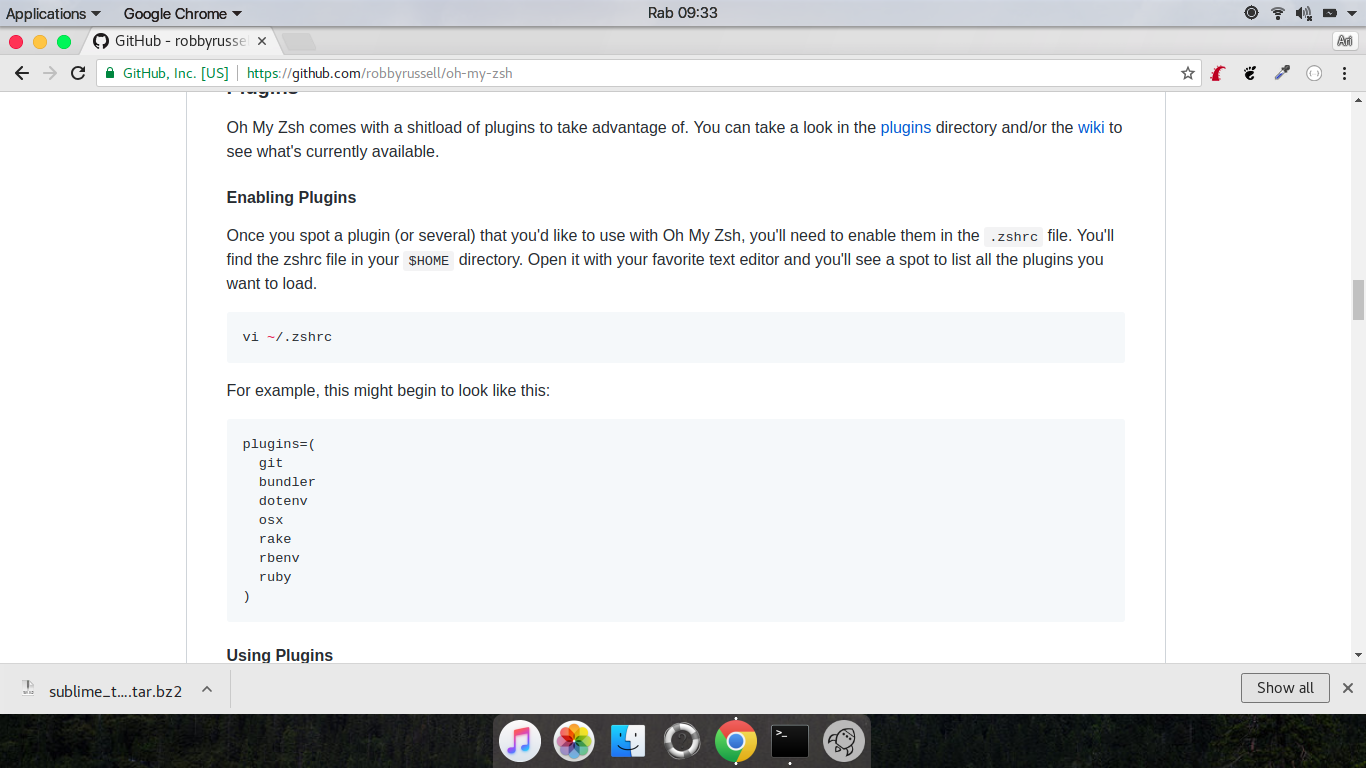 Applications Google Chrome Rab 09:33
GitHub - robbyrusse
Ari
GitHub, Inc. [US] https://github.com/robbyrussell/oh-my-zsh
Plugins
Oh My Zsh comes with a shitload of plugins to take advantage of. You can take a look in the plugins directory and/or the wiki to
see what's currently available.
Enabling Plugins
Once you spot a plugin (or several) that you'd like to use with Oh My Zsh, you'll need to enable them in the .zshrc file. You'll
find the zshrc file in your $HOME directory. Open it with your favorite text editor and you'll see a spot to list all the plugins you
want to load.
vi ~/.zshrc
For example, this might begin to look like this:
plugins=(
git
bundler
dotenv
osx
rake
rbenv
ruby
)
Using Plugins
sublime_t....tar.bz2
Show all
>_